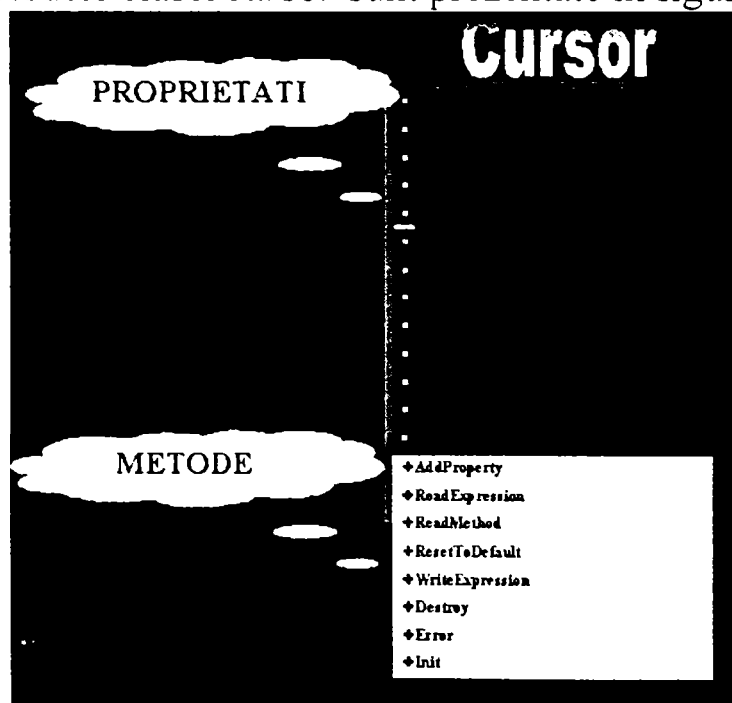 Cursor
PROPRIETATI
METODE
+AddProperty
+ReadExpression
+ReadMethod
+ResetToDefault
+WriteExpression
+Destroy
+Error
+Init